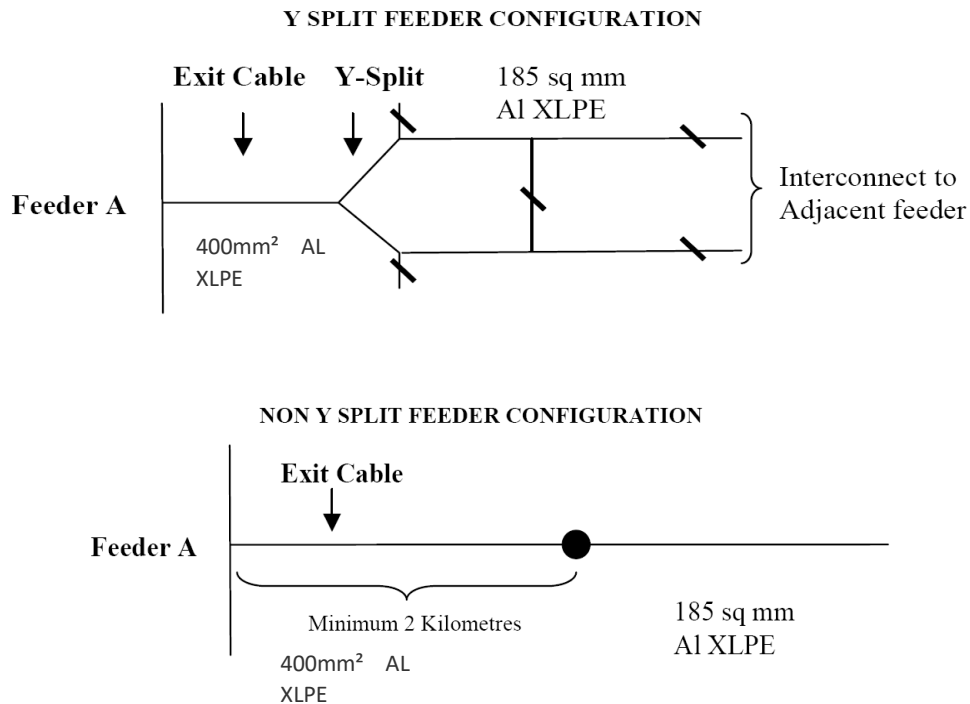 Y SPLIT FEEDER CONFIGURATION
Exit Cable
Y-Split
185 sq mm
Al XLPE
Feeder A
Interconnect to
Adjacent feeder
400mm² AL
XLPE
NON Y SPLIT FEEDER CONFIGURATION
Exit Cable
Feeder A
Minimum 2 Kilometres
185 sq mm
Al XLPE
400mm² AL
XLPE